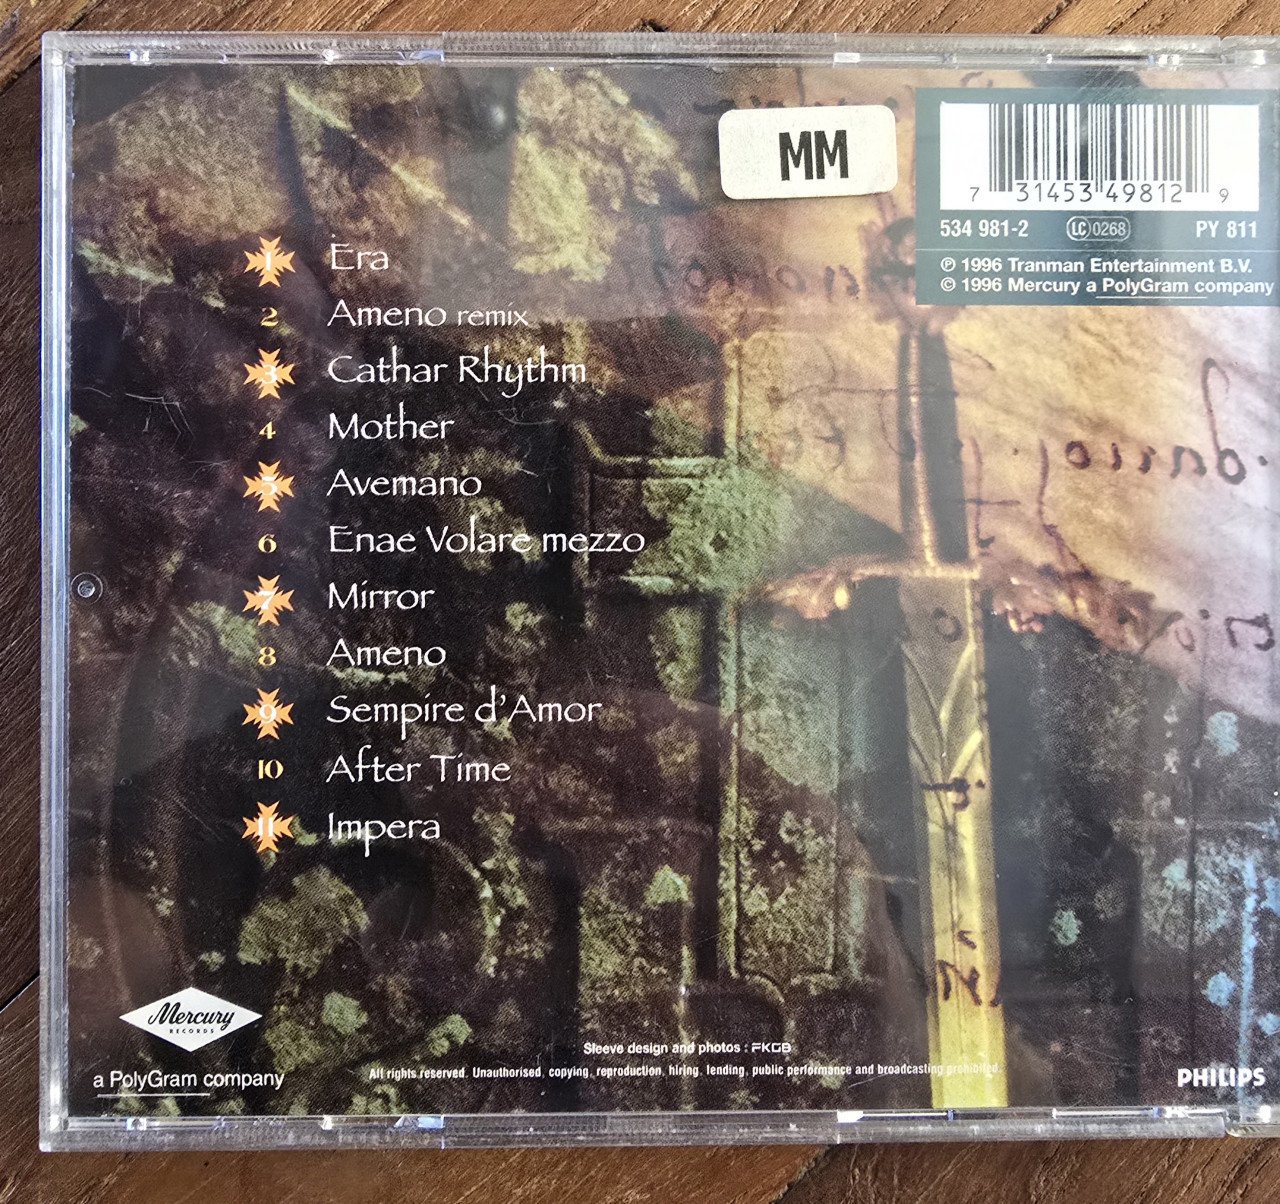 MM
7 31453 49812 9
534 981-2 LC 0268 PY 811
℗ 1996 Tranman Entertainment B.V.
© 1996 Mercury a PolyGram company
1 Era
2 Ameno remix
3 Cathar Rhythm
4 Mother
5 Avemano
6 Enae Volare mezzo
7 Mirror
8 Ameno
9 Sempire d'Amor
10 After Time
11 Impera
Mercury
RECORDS
a PolyGram company
Sleeve design and photos : FKGB
All rights reserved. Unauthorised, copying, reproduction, hiring, lending, public performance and broadcasting prohibited.
PHILIPS